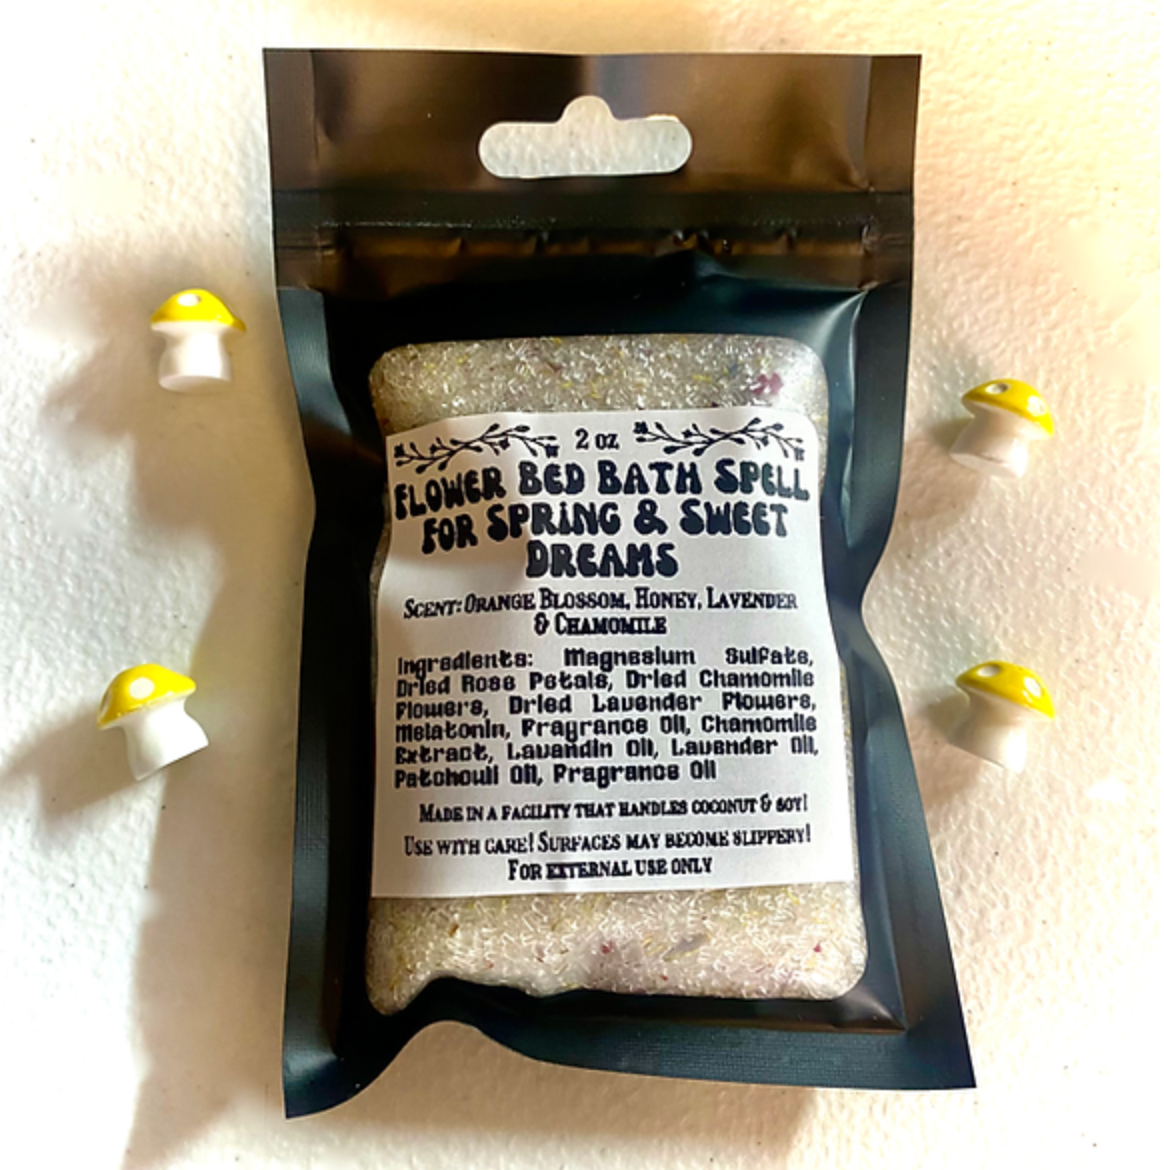 2 oz
FLOWER BED BATH SPELL
FOR SPRING & SWEET
DREAMS
SCENT: ORANGE BLOSSOM, HONEY, LAVENDER
& CHAMOMILE
Ingredients: Magnesium Sulfate,
Dried Rose Petals, Dried Chamomile
Flowers, Dried Lavender Flowers,
Melatonin, Fragrance Oil, Chamomile
Extract, Lavandin Oil, Lavender Oil,
Patchouli Oil, Fragrance Oil
MADE IN A FACILITY THAT HANDLES COCONUT & SOY!
USE WITH CARE! SURFACES MAY BECOME SLIPPERY!
FOR EXTERNAL USE ONLY